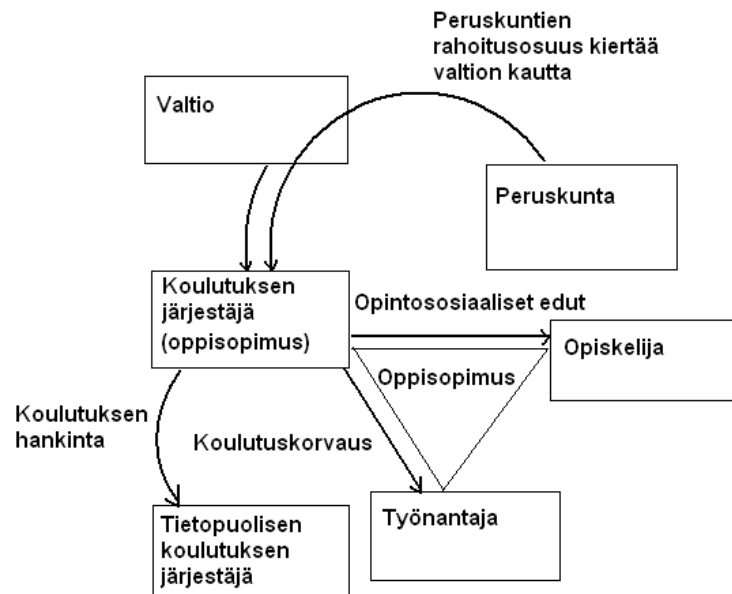 Peruskuntien
rahoitusosuus kiertää
valtion kautta
Valtio
Peruskunta
Koulutuksen
järjestäjä
(oppisopimus)
Opintososiaaliset edut
Opiskelija
Oppisopimus
Koulutuksen
hankinta
Koulutuskorvaus
Tietopuolisen
koulutuksen
järjestäjä
Työnantaja